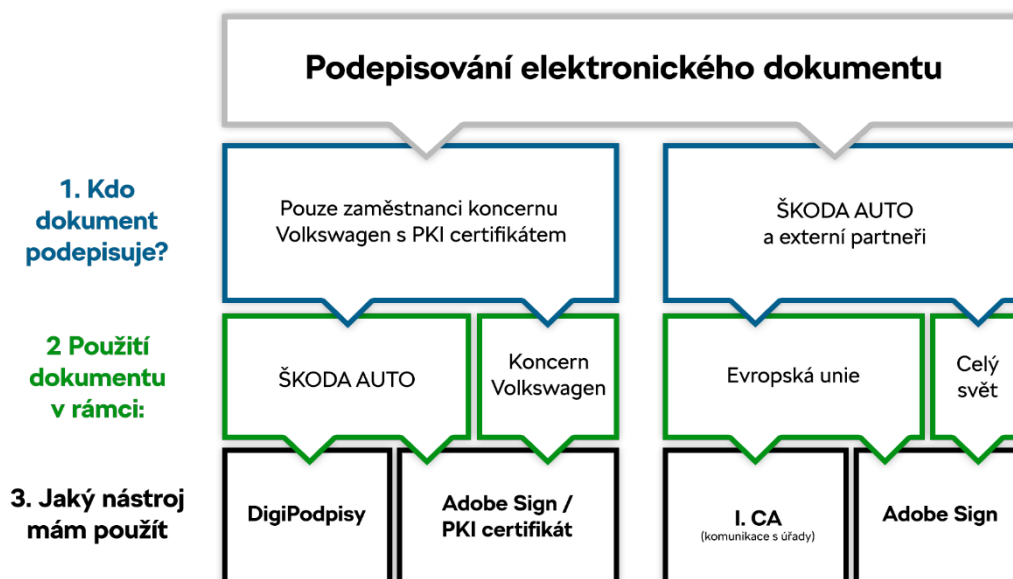 Podepisování elektronického dokumentu
1. Kdo
dokument
podepisuje?
Pouze zaměstnanci koncernu
Volkswagen s PKI certifikátem
ŠKODA AUTO
a externí partneři
2 Použití
dokumentu
v rámci:
ŠKODA AUTO
Koncern
Volkswagen
Evropská unie
Celý
svět
3. Jaký nástroj
mám použít
DigiPodpisy
Adobe Sign /
PKI certifikát
I. CA
(komunikace s úřady)
Adobe Sign